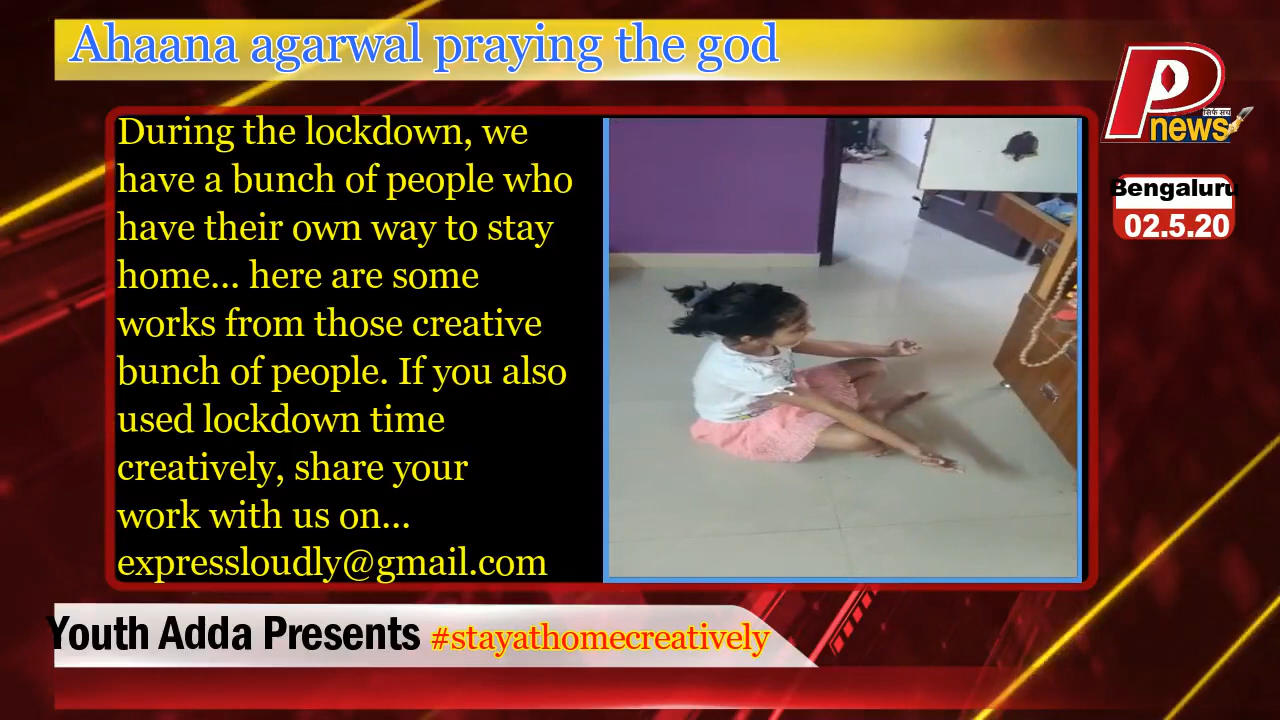 Ahaana agarwal praying the god
During the lockdown, we
have a bunch of people who
have their own way to stay
home... here are some
works from those creative
bunch of people. If you also
used lockdown time
creatively, share your
work with us on...
expressloudly@gmail.com
P
सिर्फ सच
news
Bengaluru
02.5.20
Youth Adda Presents #stayathomecreatively